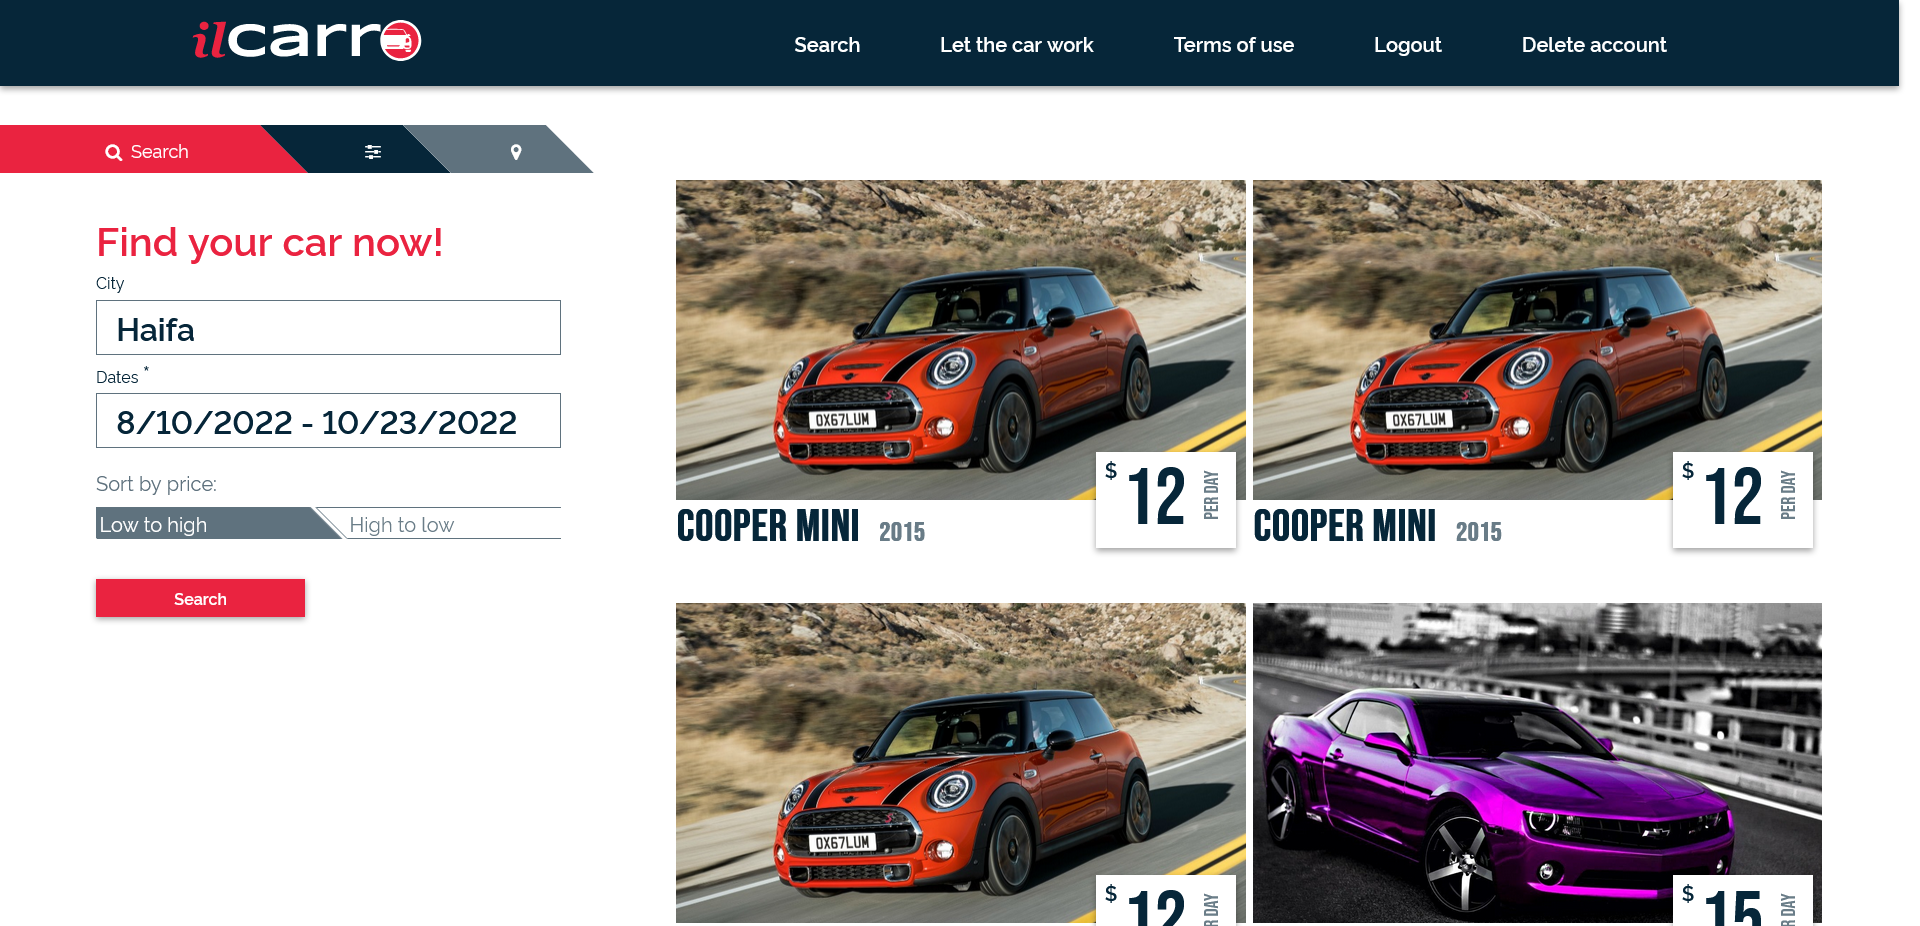 ilcarro
Search
Let the car work
Terms of use
Logout
Delete account
Search
Find your car now!
City
Haifa
Dates *
8/10/2022 - 10/23/2022
Sort by price:
Low to high
High to low
Search
OX67LUM
$ 12 PER DAY
COOPER MINI 2015
OX67LUM
$ 12 PER DAY
COOPER MINI 2015
OX67LUM
$ 12 R DAY
$ 15 R DAY